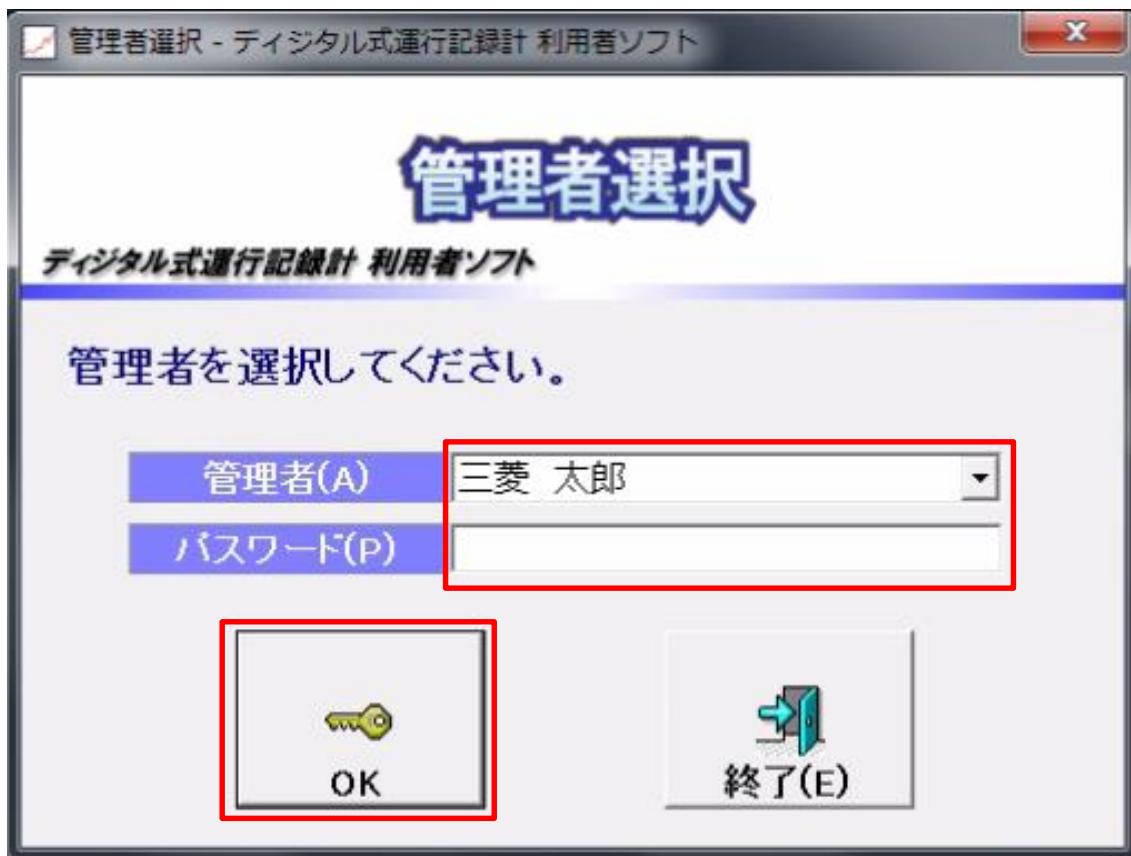 管理者選択 - ディジタル式運行記録計 利用者ソフト
管理者選択
ディジタル式運行記録計 利用者ソフト
管理者を選択してください。
管理者(A) 三菱 太郎
パスワード(P)
OK 終了(E)